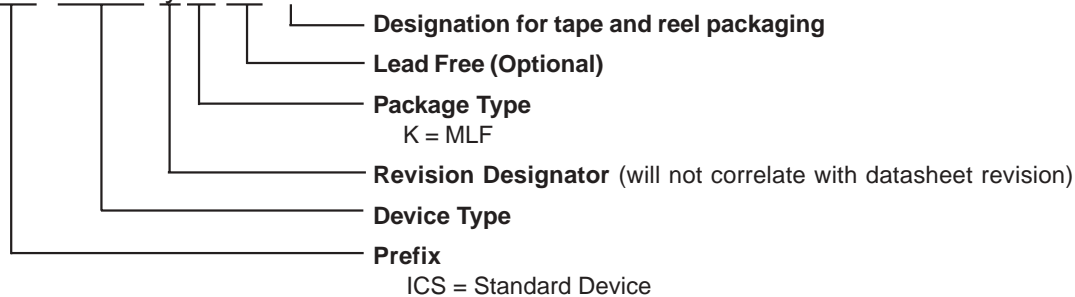 Designation for tape and reel packaging
Lead Free (Optional)
Package Type
K = MLF
Revision Designator (will not correlate with datasheet revision)
Device Type
Prefix
ICS = Standard Device